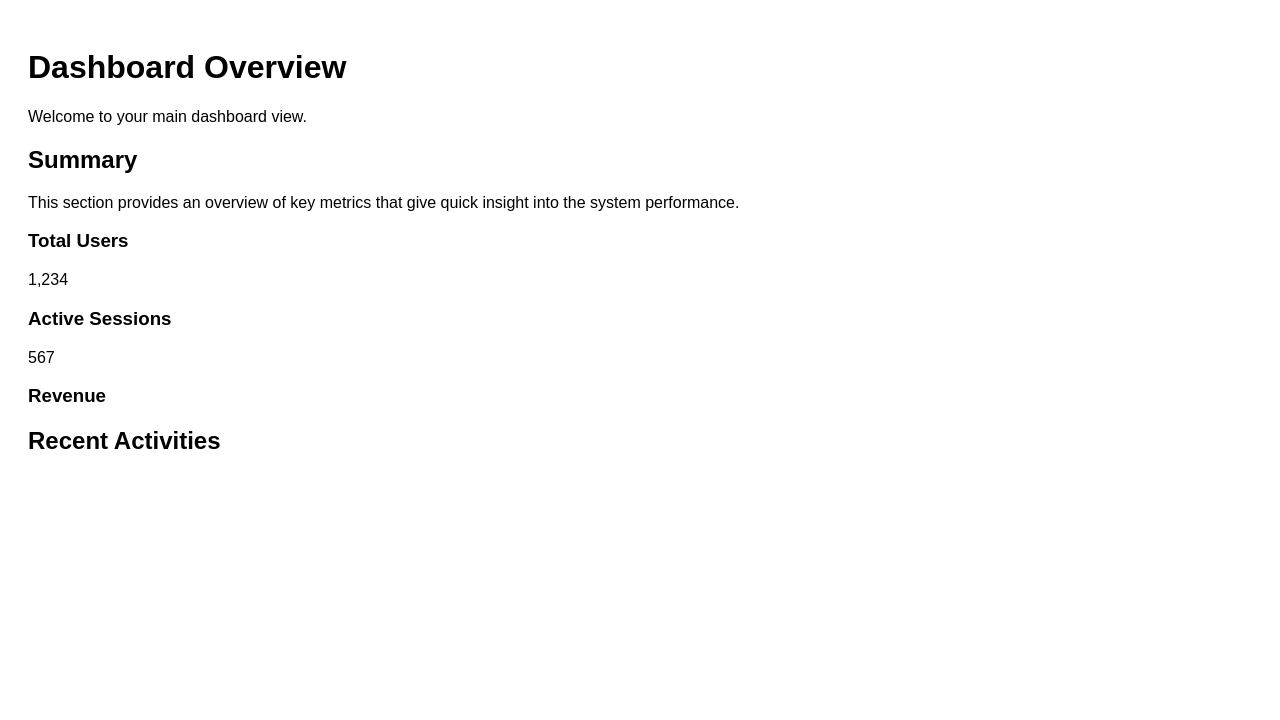 Dashboard Overview
Welcome to your main dashboard view.
Summary
This section provides an overview of key metrics that give quick insight into the system performance.
Total Users
1,234
Active Sessions
567
Revenue
Recent Activities